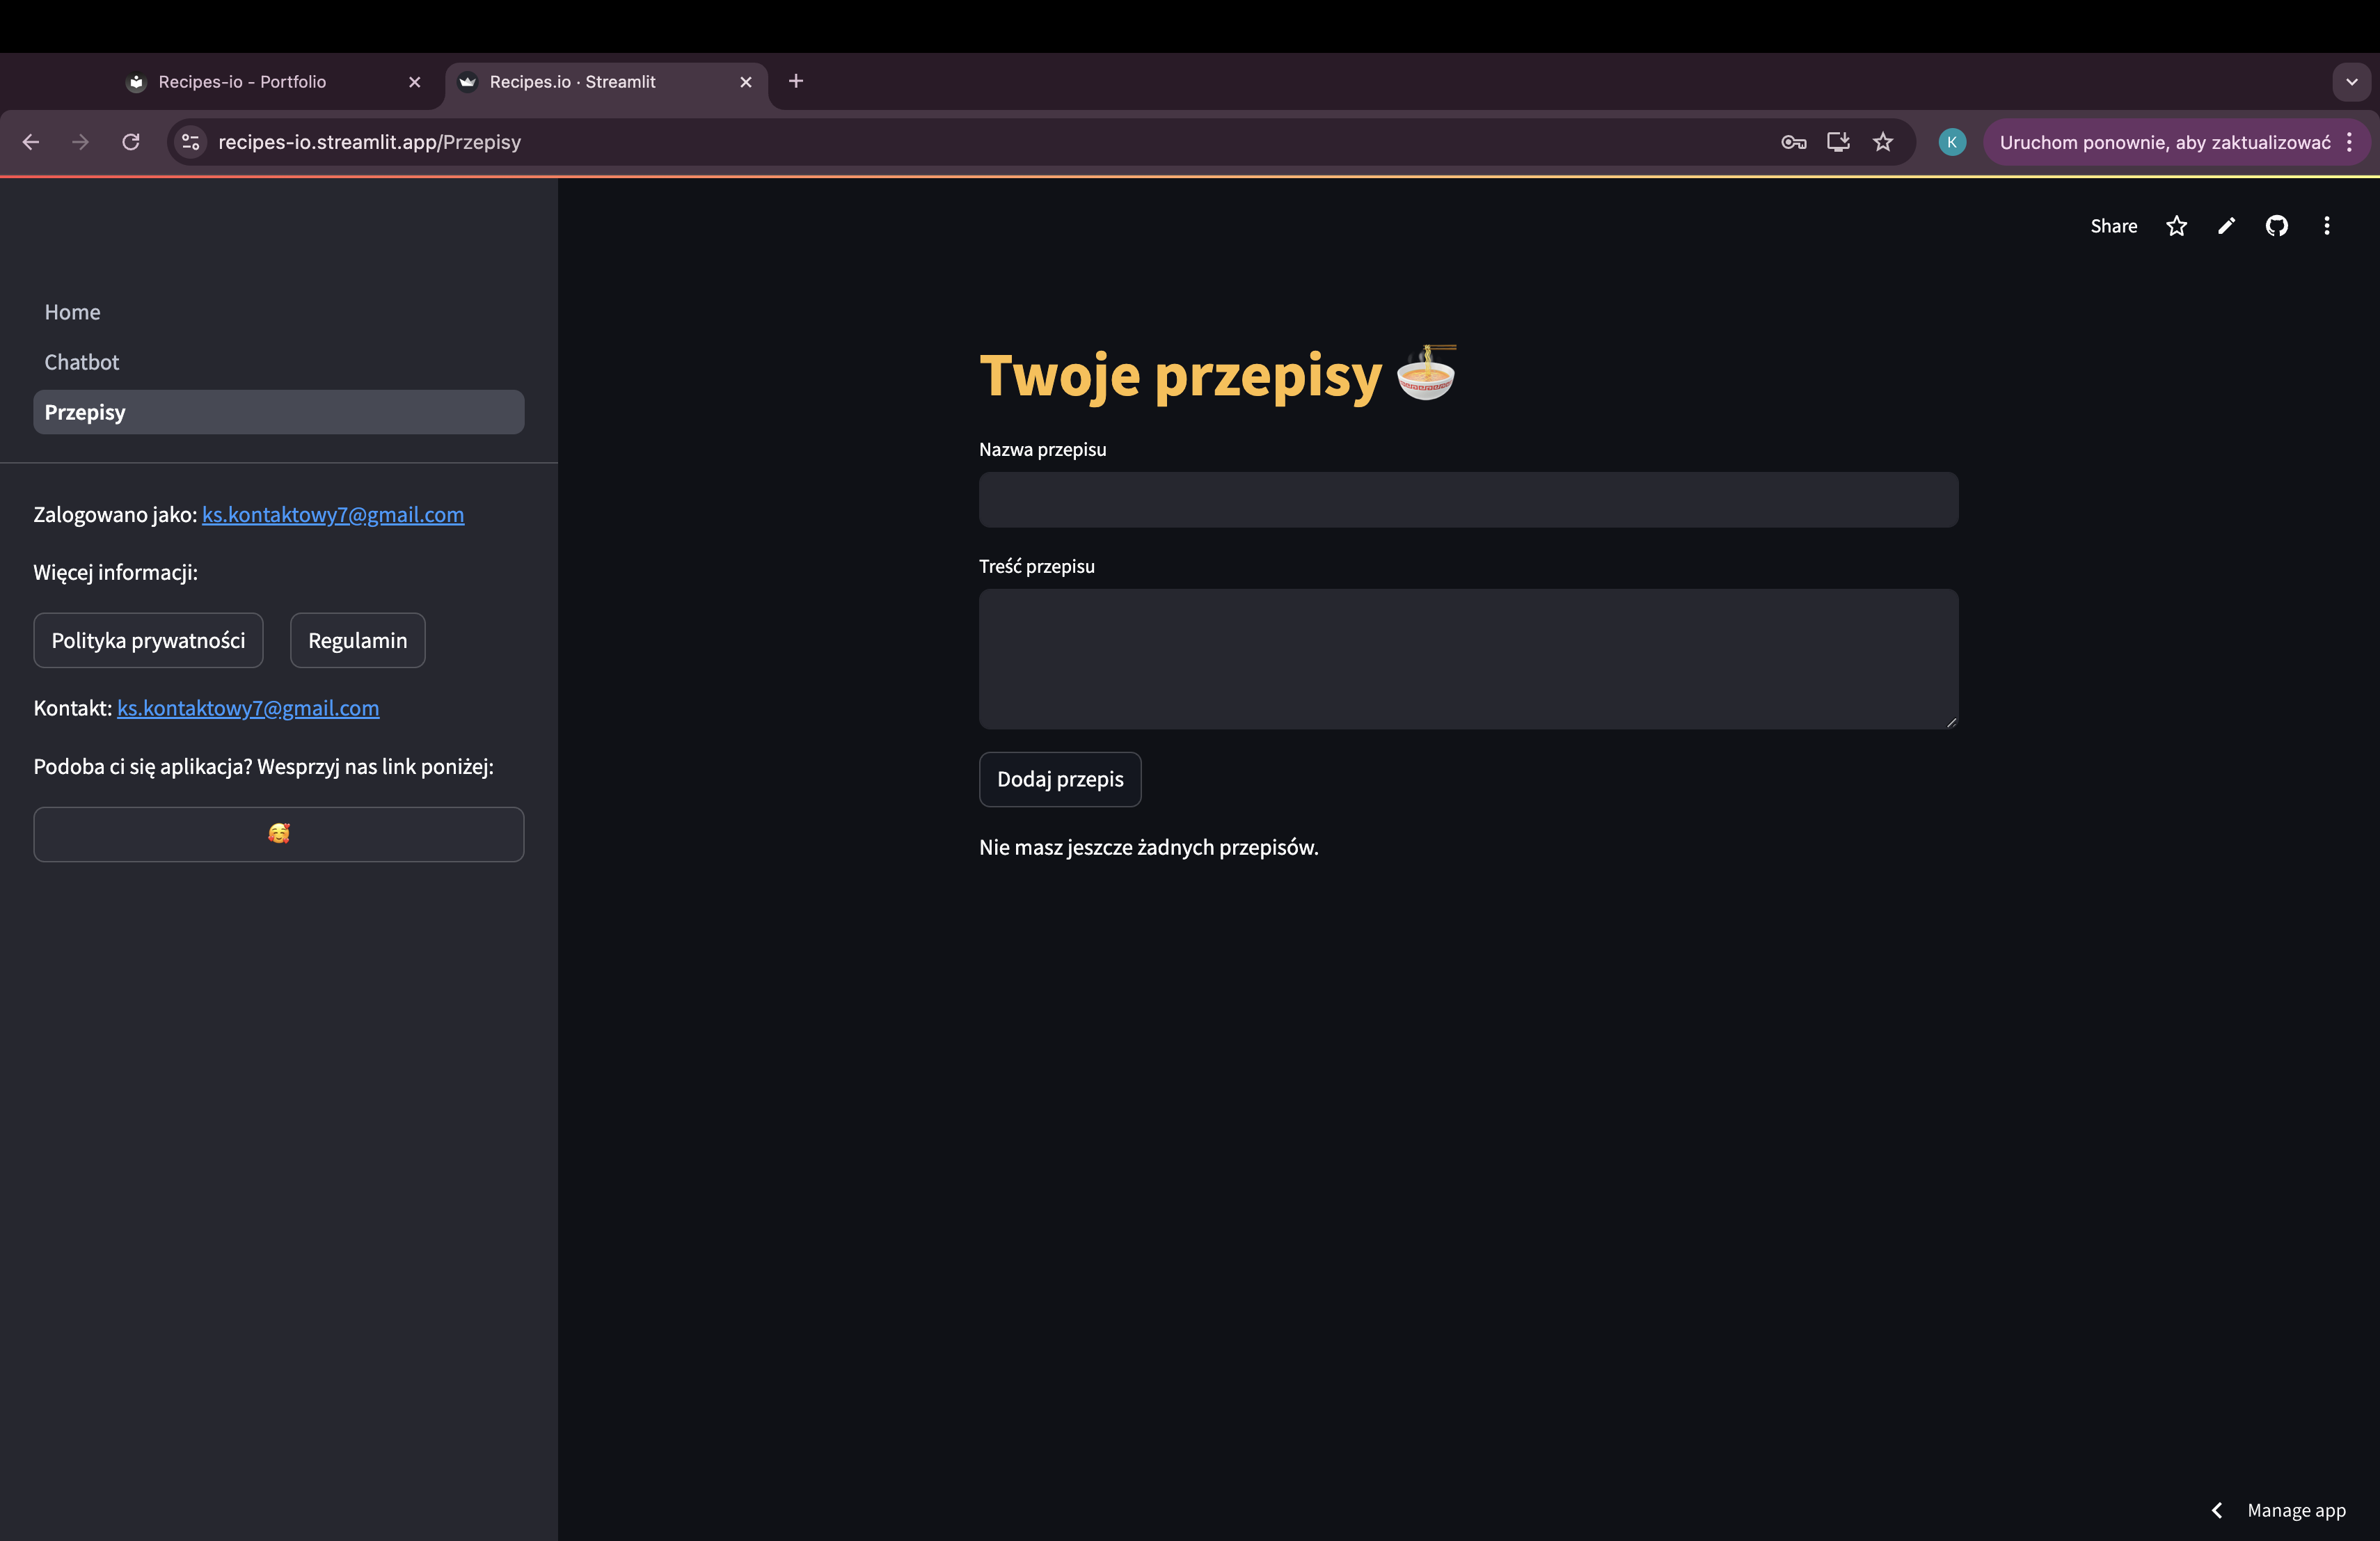 Recipes-io - Portfolio
Recipes.io · Streamlit
recipes-io.streamlit.app/Przepisy
K
Uruchom ponownie, aby zaktualizować
Share
Home
Chatbot
Przepisy
Zalogowano jako: ks.kontaktowy7@gmail.com
Więcej informacji:
Polityka prywatności
Regulamin
Kontakt: ks.kontaktowy7@gmail.com
Podoba ci się aplikacja? Wesprzyj nas link poniżej:
🥰
Twoje przepisy 🍜
Nazwa przepisu
Treść przepisu
Dodaj przepis
Nie masz jeszcze żadnych przepisów.
Manage app